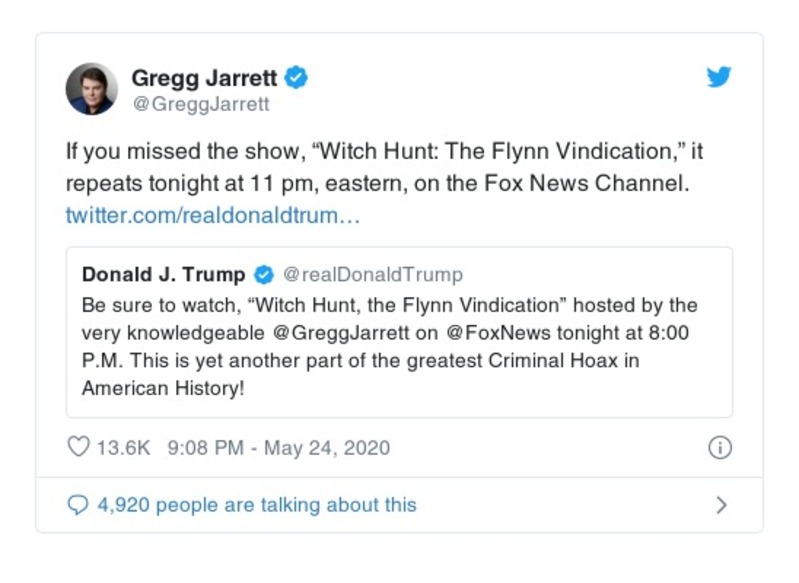 Gregg Jarrett
@GreggJarrett
If you missed the show, “Witch Hunt: The Flynn Vindication,” it
repeats tonight at 11 pm, eastern, on the Fox News Channel.
twitter.com/realdonaldtrum…
Donald J. Trump @realDonaldTrump
Be sure to watch, “Witch Hunt, the Flynn Vindication” hosted by the
very knowledgeable @GreggJarrett on @FoxNews tonight at 8:00
P.M. This is yet another part of the greatest Criminal Hoax in
American History!
13.6K 9:08 PM - May 24, 2020
4,920 people are talking about this